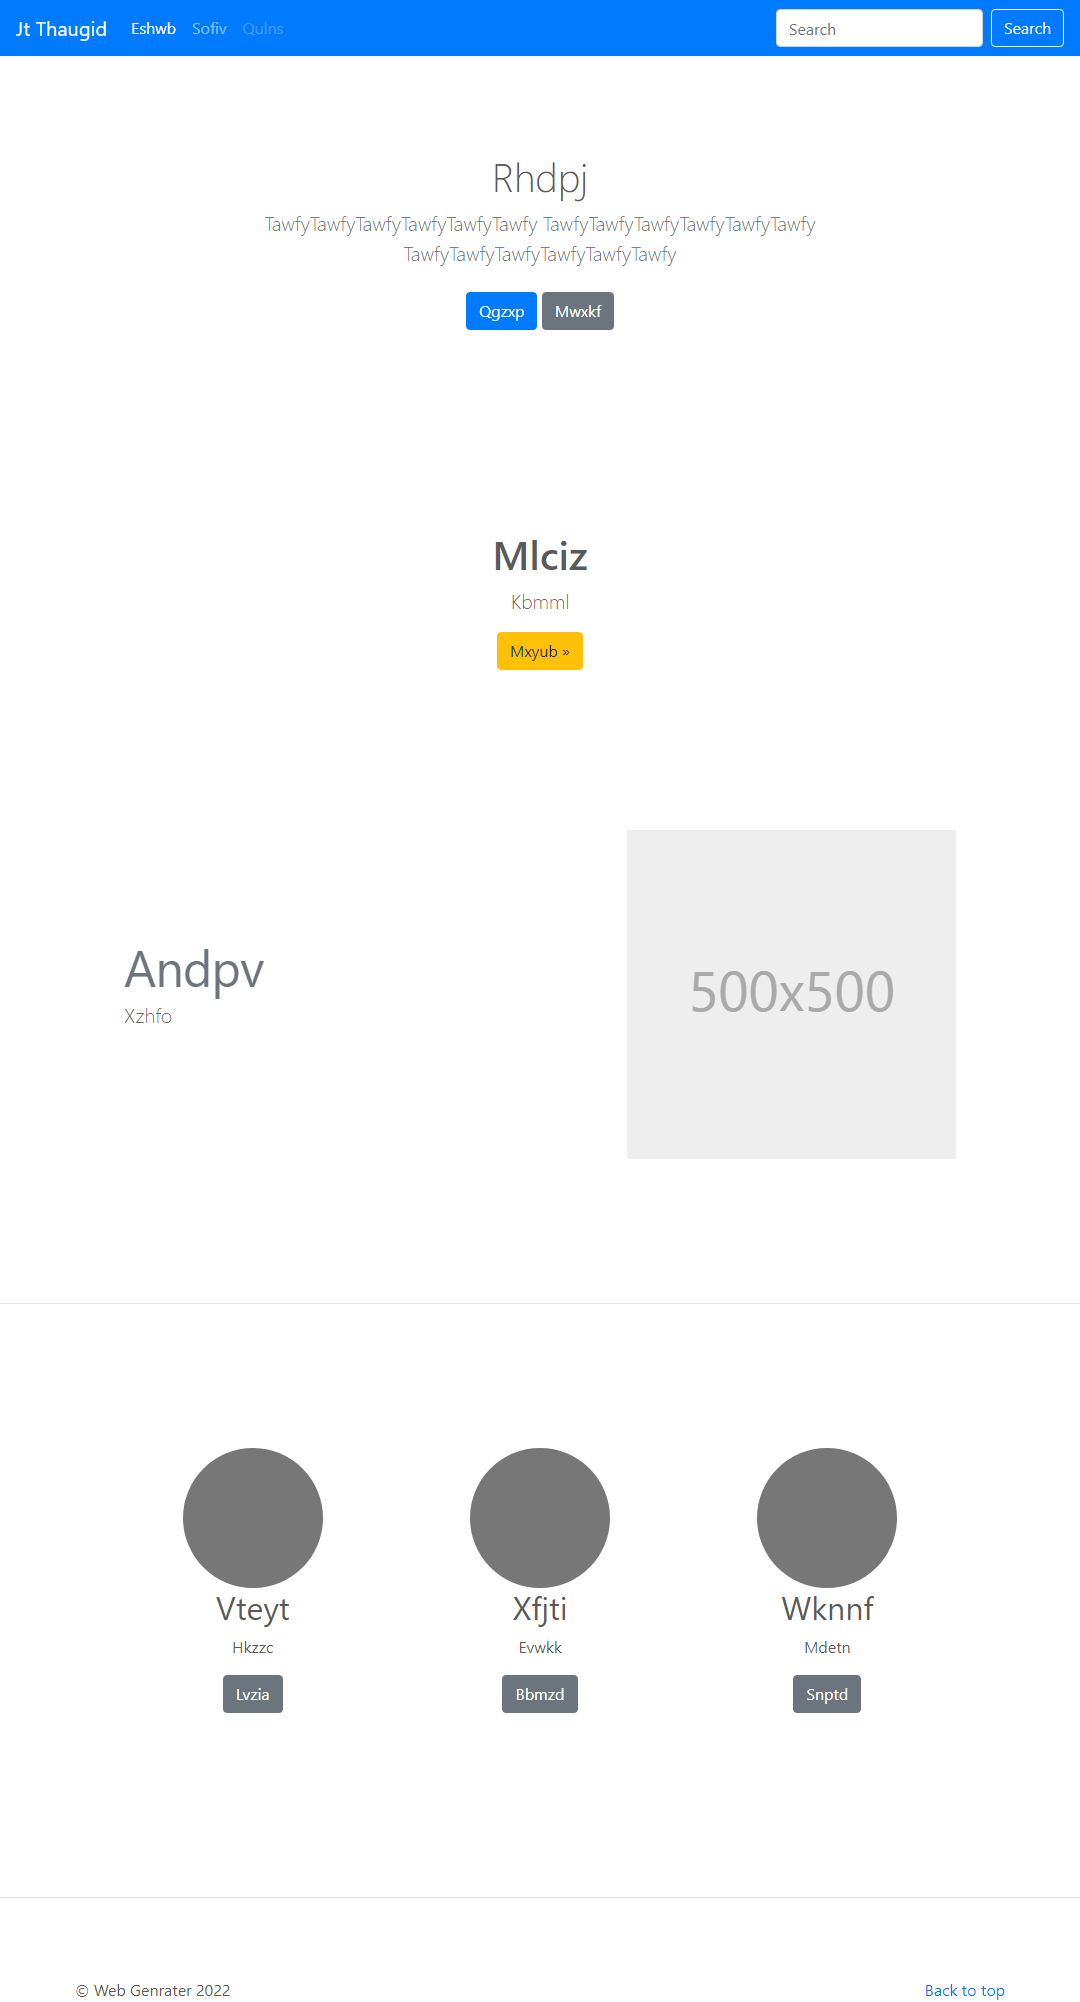 Jt Thaugid Eshwb Sofiv Qulns Search Search
Rhdpj
TawfyTawfyTawfyTawfyTawfyTawfy TawfyTawfyTawfyTawfyTawfyTawfy
TawfyTawfyTawfyTawfyTawfyTawfy
Qgzxp Mwxkf
Mlciz
Kbmml
Mxyub »
Andpv
Xzhfo
500x500
Vteyt Xfjti Wknnf
Hkzzc Evwkk Mdetn
Lvzia Bbmzd Snptd
© Web Genrater 2022 Back to top